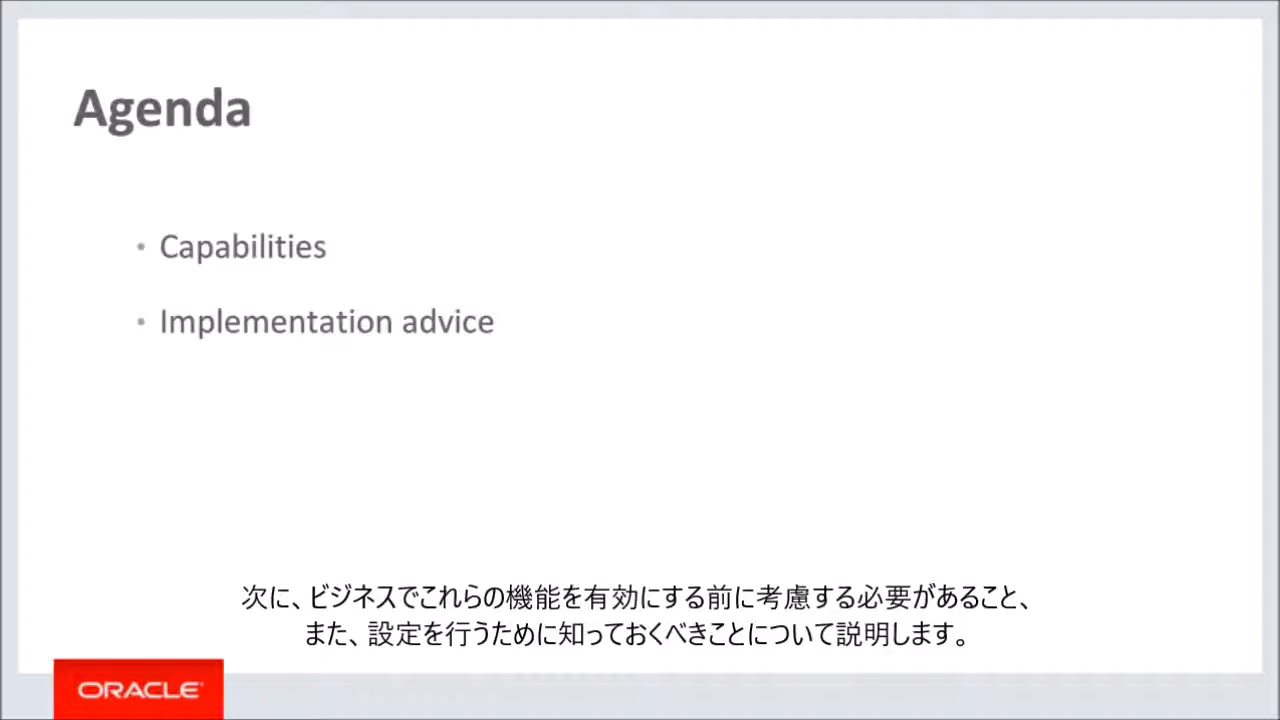 Agenda
• Capabilities
• Implementation advice
次に、ビジネスでこれらの機能を有効にする前に考慮する必要があること、
また、設定を行うために知っておくべきことについて説明します。
ORACLE